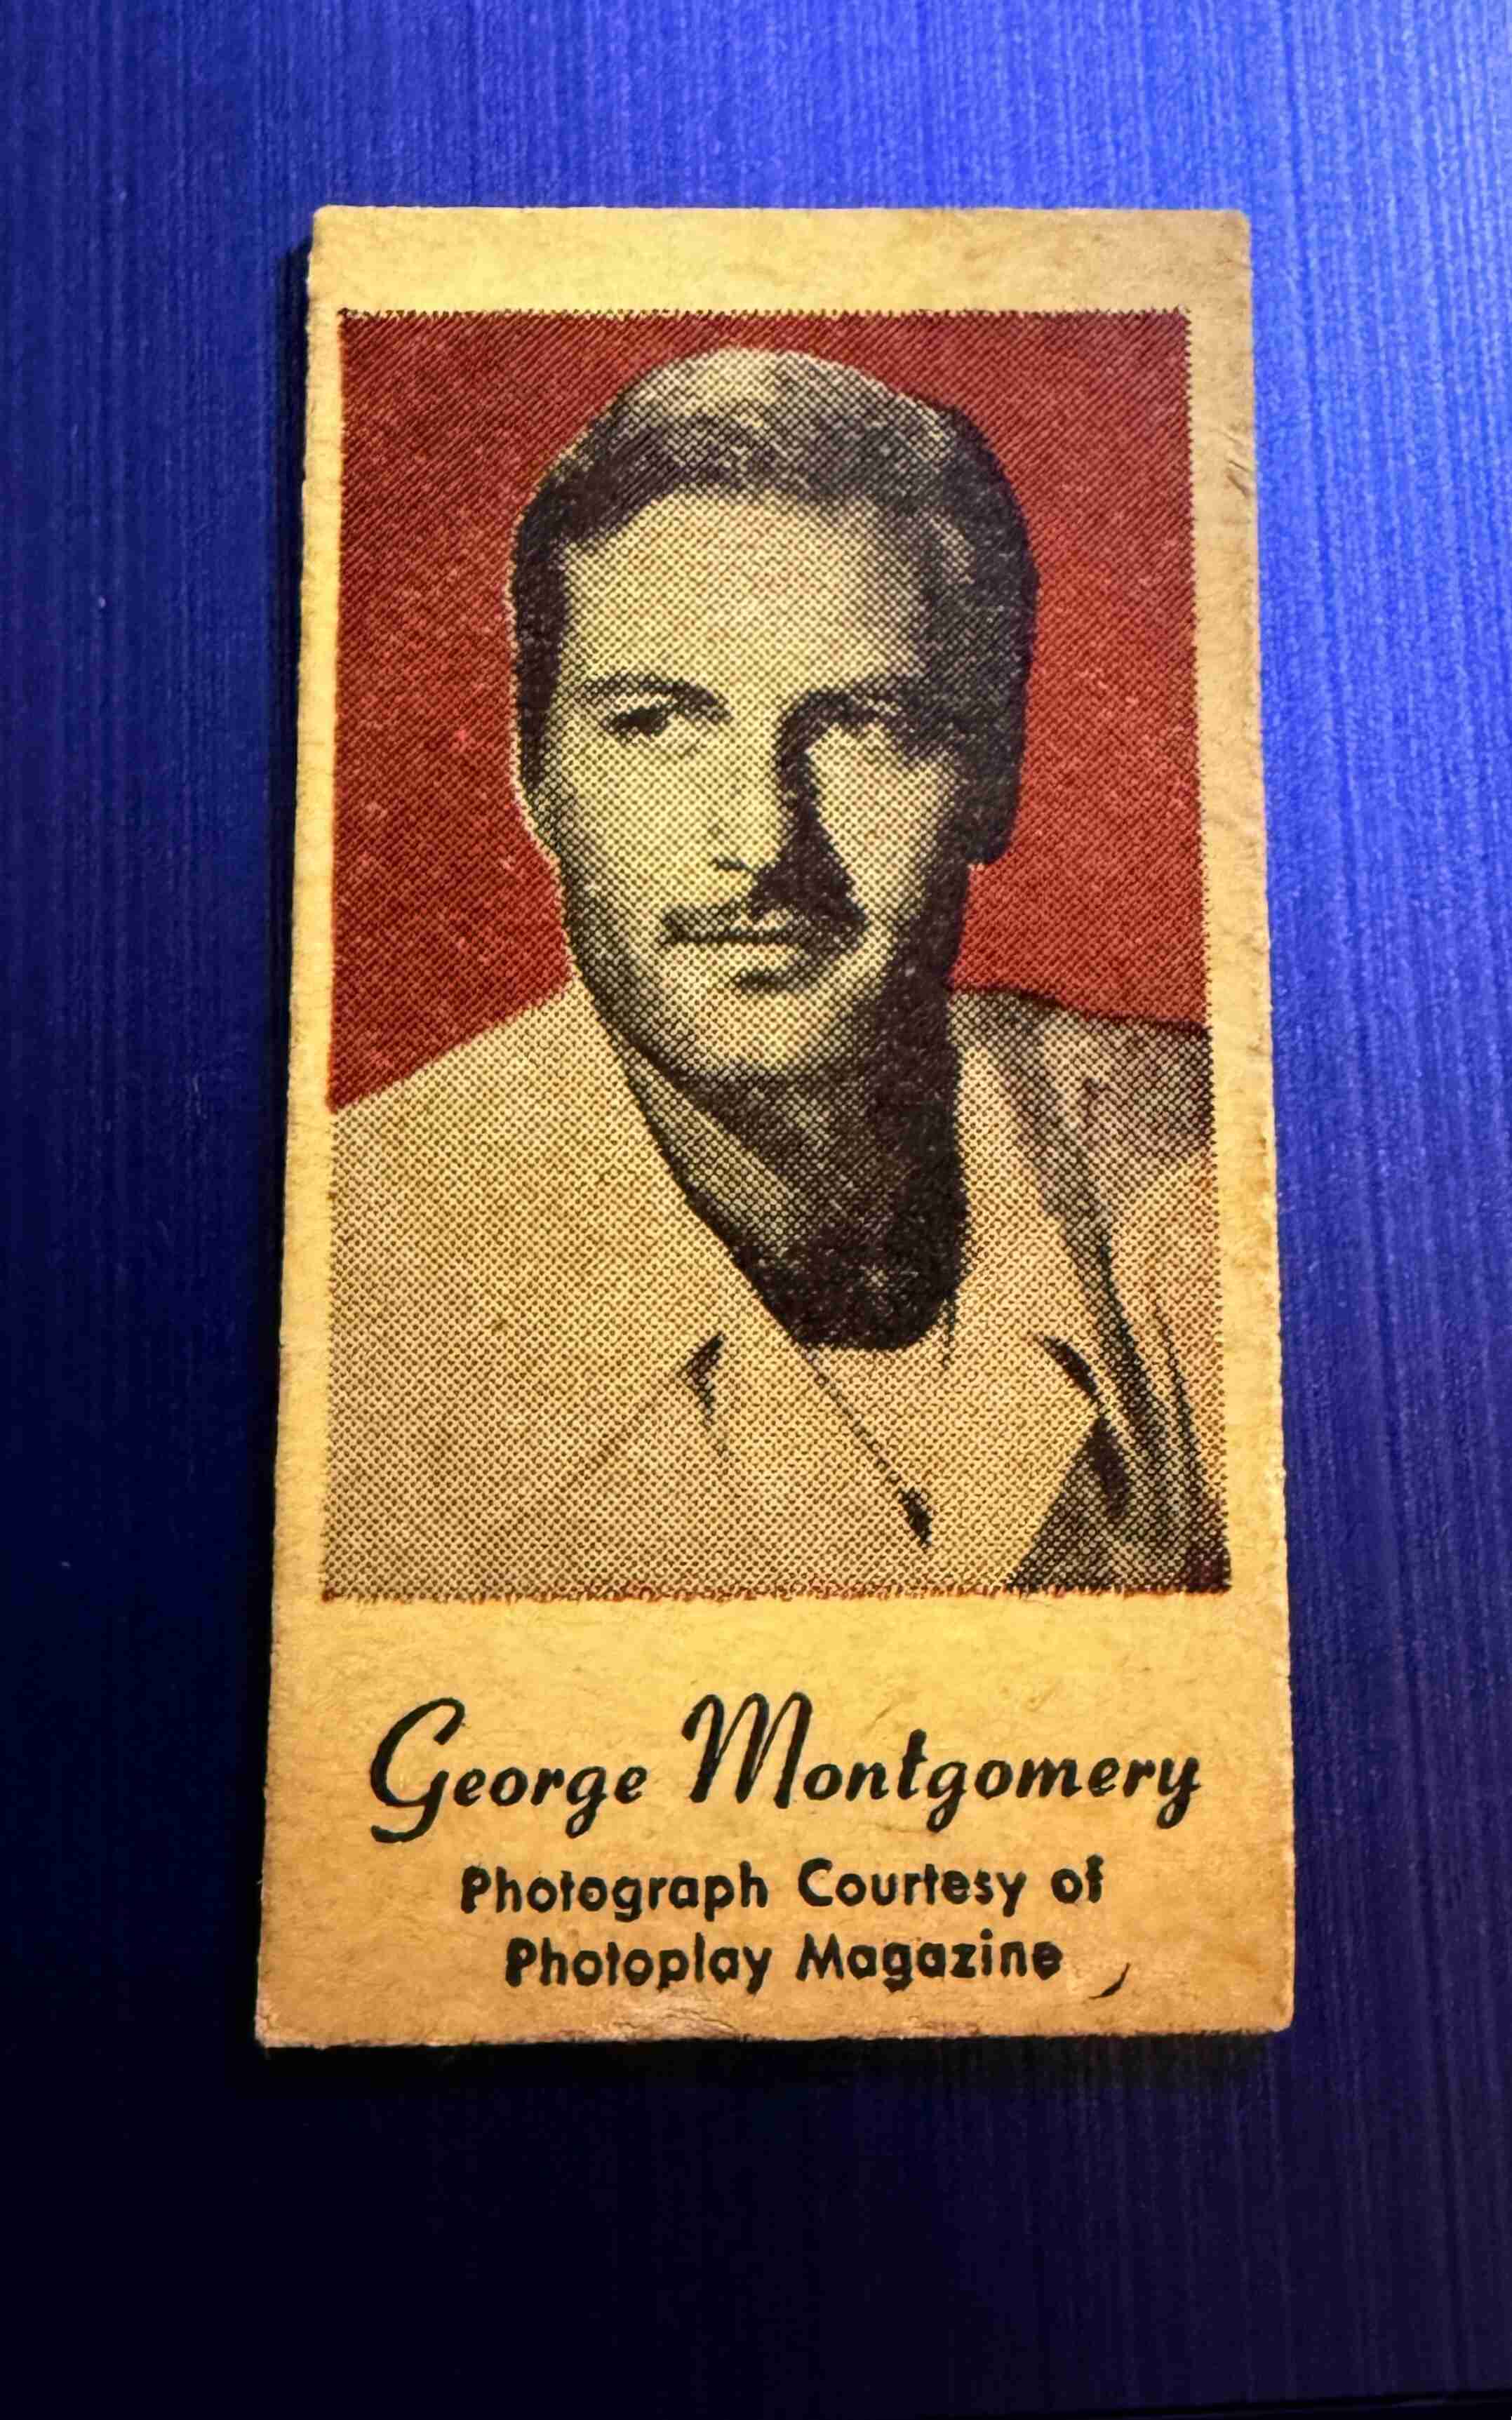 George Montgomery
Photograph Courtesy of
Photoplay Magazine